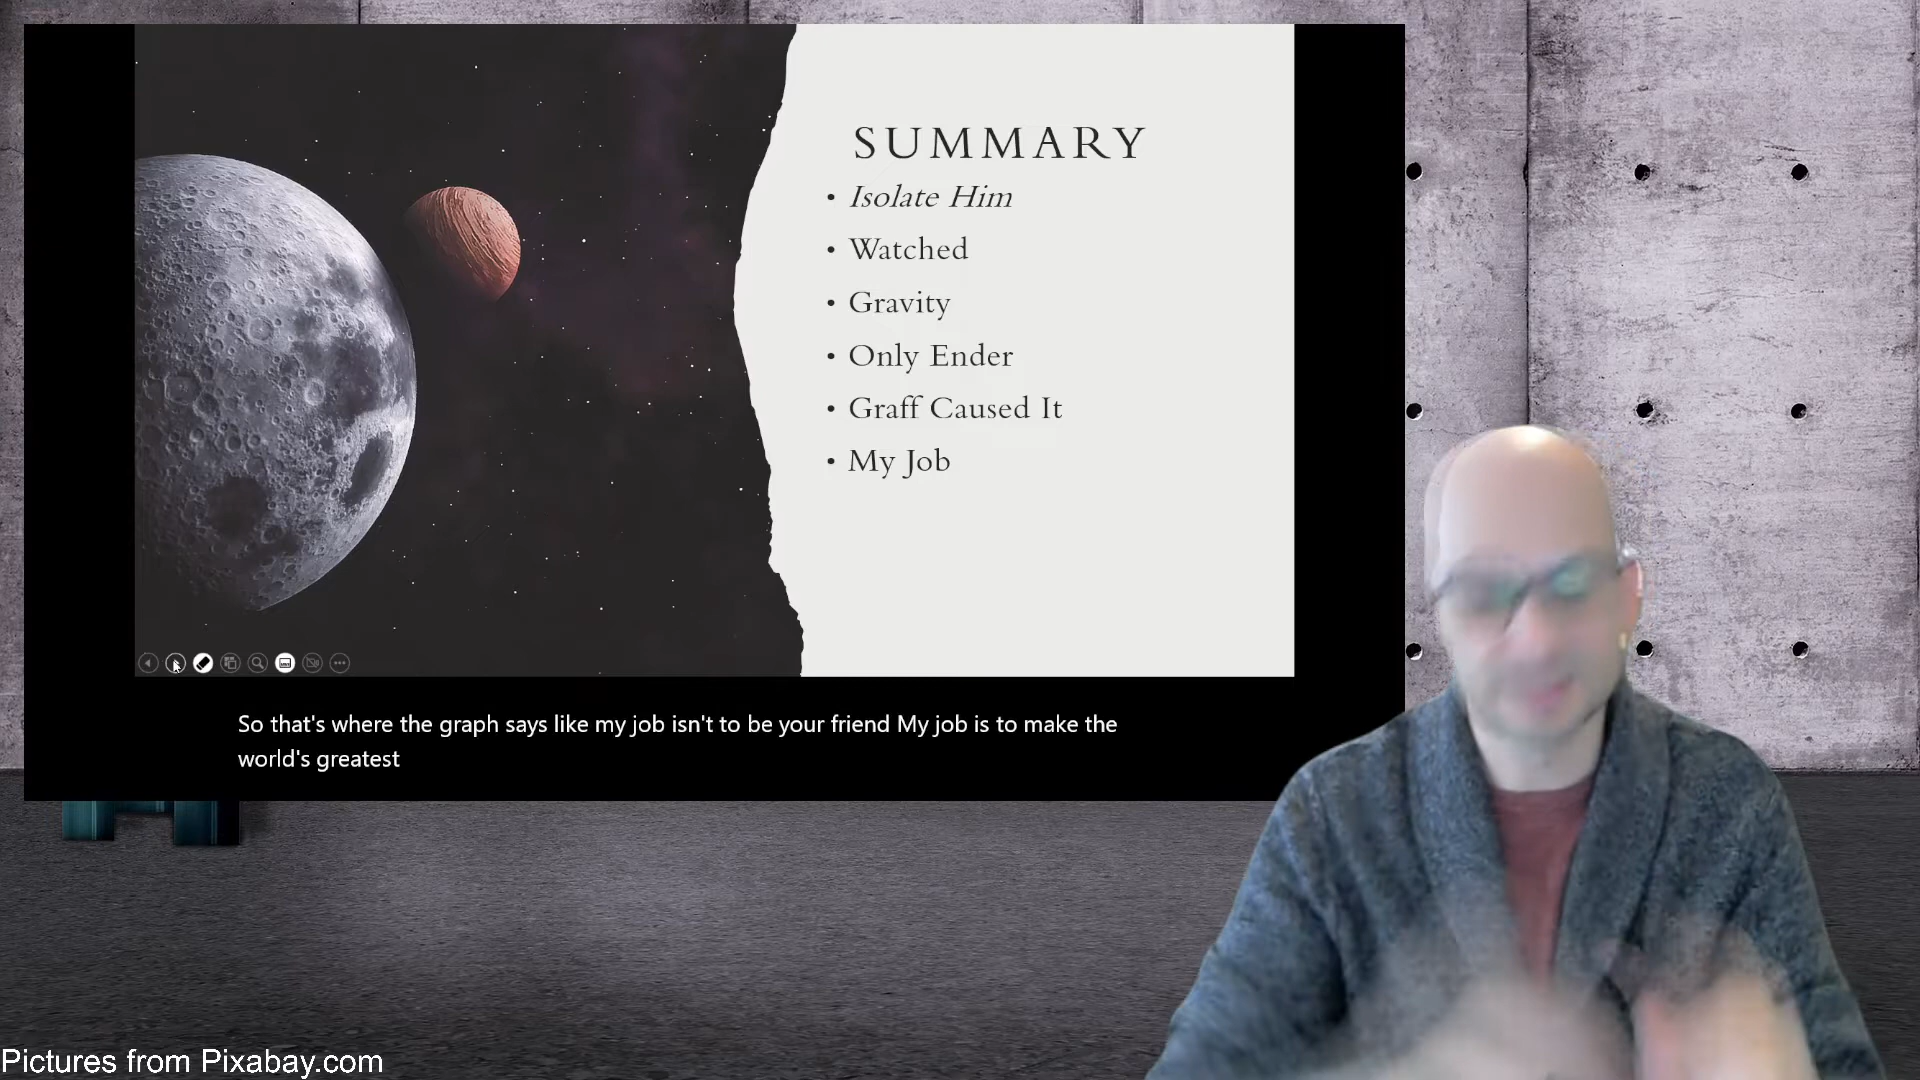 SUMMARY
• Isolate Him
• Watched
• Gravity
• Only Ender
• Graff Caused It
• My Job
So that's where the graph says like my job isn't to be your friend My job is to make the
world's greatest
Pictures from Pixabay.com